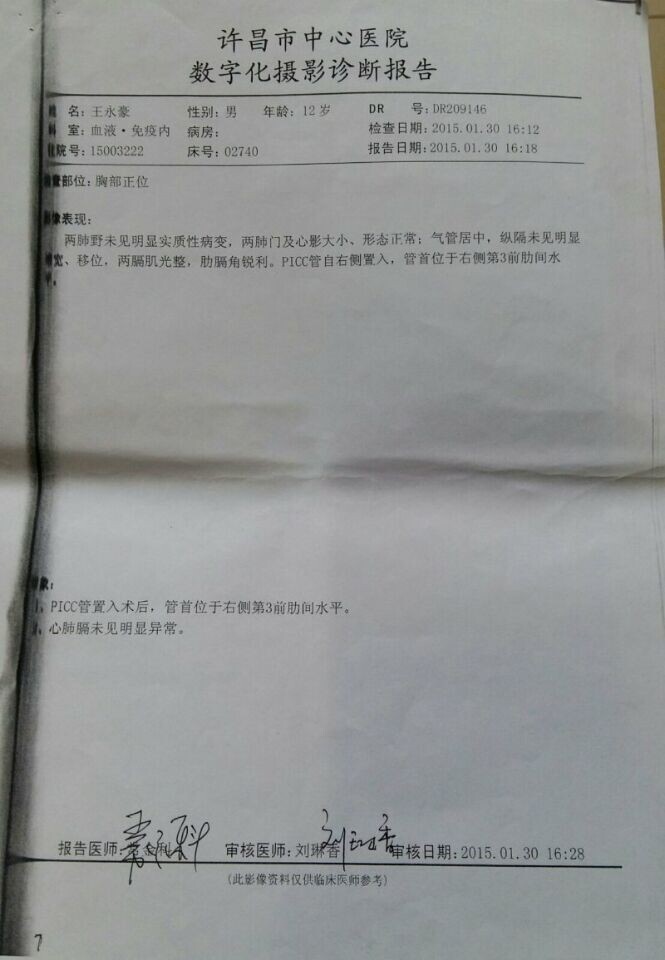 许昌市中心医院
数字化摄影诊断报告
名：王永豪 性别：男 年龄：12岁 DR 号：DR209146
室：血液·免疫内 病房： 检查日期：2015.01.30 16:12
院号：15003222 床号：02740 报告日期：2015.01.30 16:18
查部位：胸部正位
像表现：
两肺野未见明显实质性病变，两肺门及心影大小、形态正常；气管居中，纵隔未见明显
宽、移位，两膈肌光整，肋膈角锐利。PICC管自右侧置入，管首位于右侧第3前肋间水
平。
象：
、PICC管置入术后，管首位于右侧第3前肋间水平。
、心肺膈未见明显异常。
报告医师： 审核医师：刘琳香 审核日期：2015.01.30 16:28
(此影像资料仅供临床医师参考)
7